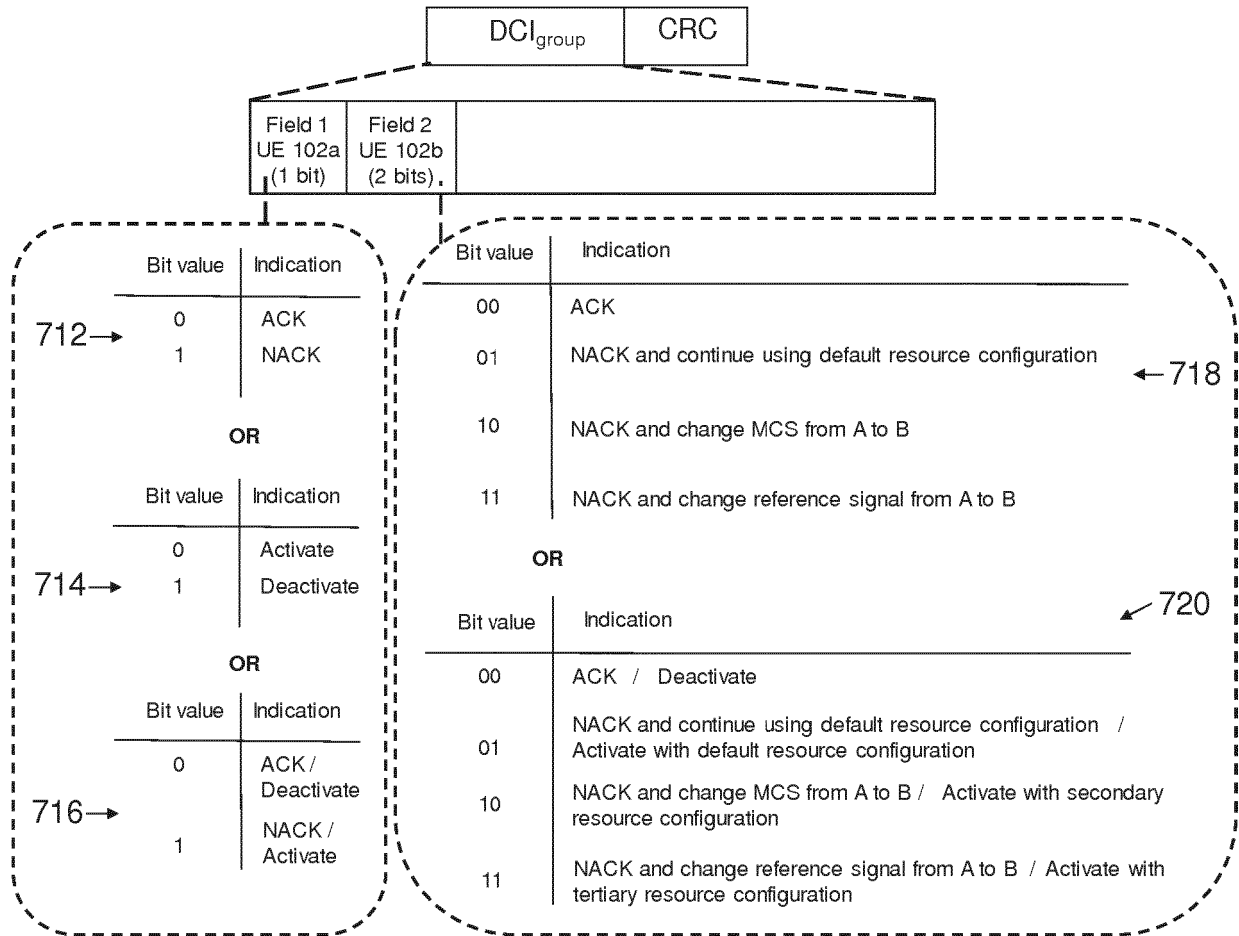 DCIgroup CRC
Field 1 Field 2
UE 102a UE 102b
(1 bit) (2 bits)
Bit value Indication
712
0 ACK
1 NACK
OR
Bit value Indication
714
0 Activate
1 Deactivate
OR
Bit value Indication
716
0 ACK /
Deactivate
1 NACK /
Activate
Bit value Indication
00 ACK
01 NACK and continue using default resource configuration
718
10 NACK and change MCS from A to B
11 NACK and change reference signal from A to B
OR
720
Bit value Indication
00 ACK / Deactivate
01 NACK and continue using default resource configuration /
Activate with default resource configuration
10 NACK and change MCS from A to B / Activate with secondary
resource configuration
11 NACK and change reference signal from A to B / Activate with
tertiary resource configuration